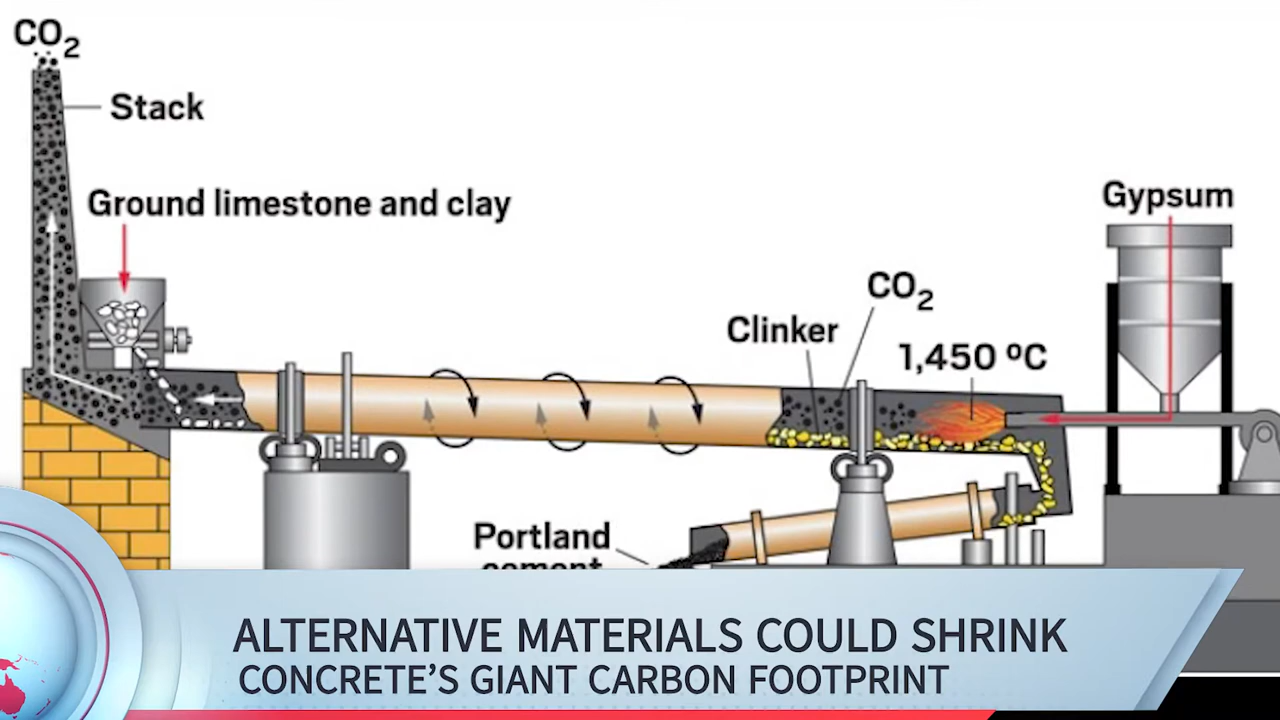 CO2
Stack
Ground limestone and clay
Gypsum
CO2
Clinker
1,450 ºC
Portland
cement
ALTERNATIVE MATERIALS COULD SHRINK
CONCRETE’S GIANT CARBON FOOTPRINT